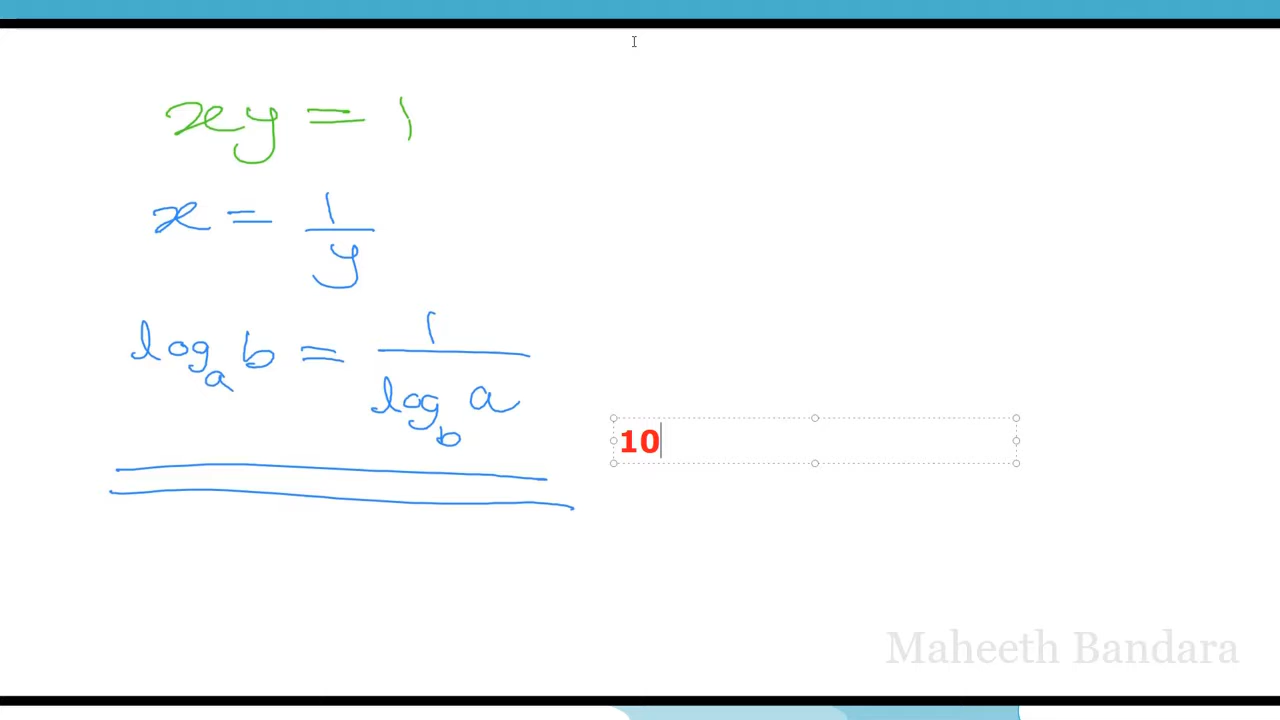 xy = 1
x = 1/y
log_a b = 1/log_b a
10
Maheeth Bandara